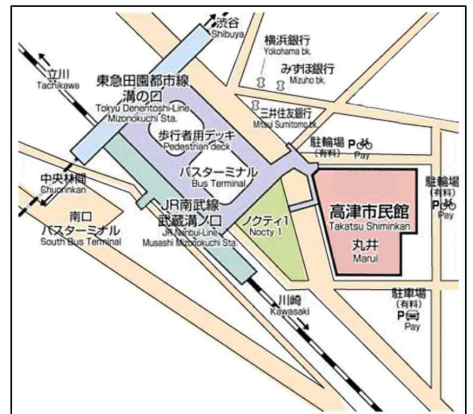 渋谷
Shibuya
横浜銀行
Yokohama bk.
みずほ銀行
Mizuho bk.
立川
Tachikawa
東急田園都市線
溝の口
Tokyu Denentoshi-Line
Mizonokuchi Sta.
三井住友銀行
Mitsui Sumitomo bk.
歩行者用デッキ
Pedestrian deck
駐輪場
(有料)
P Pay
バスターミナル
Bus Terminal
中央林間
Chuorinkan
駐輪場
(有料)
P Pay
高津市民館
Takatsu Shiminkan
丸井
Marui
JR南武線
武蔵溝ノ口
JR Nanbu-Line
Musashi Mizonokuchi Sta.
ノクティ1
Nocty 1
南口
バスターミナル
South Bus Terminal
川崎
Kawasaki
駐車場
(有料)
P Pay